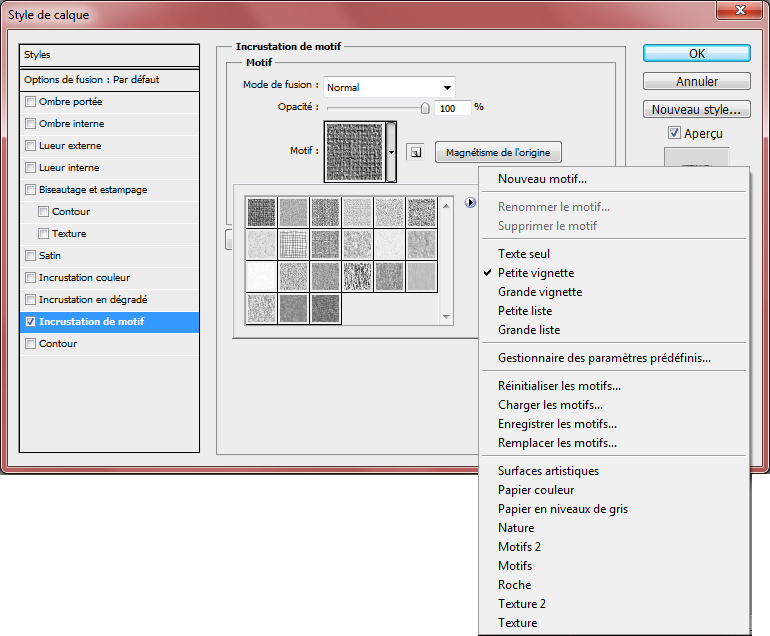 Style de calque
Styles
Options de fusion : Par défaut
Ombre portée
Ombre interne
Lueur externe
Lueur interne
Biseautage et estampage
Contour
Texture
Satin
Incrustation couleur
Incrustation en dégradé
Incrustation de motif
Contour
Incrustation de motif
Motif
Mode de fusion : Normal
Opacité : 100 %
Motif :
Magnétisme de l'origine
OK
Annuler
Nouveau style...
Aperçu
Nouveau motif...
Renommer le motif...
Supprimer le motif
Texte seul
Petite vignette
Grande vignette
Petite liste
Grande liste
Gestionnaire des paramètres prédéfinis...
Réinitialiser les motifs...
Charger les motifs...
Enregistrer les motifs...
Remplacer les motifs...
Surfaces artistiques
Papier couleur
Papier en niveaux de gris
Nature
Motifs 2
Motifs
Roche
Texture 2
Texture